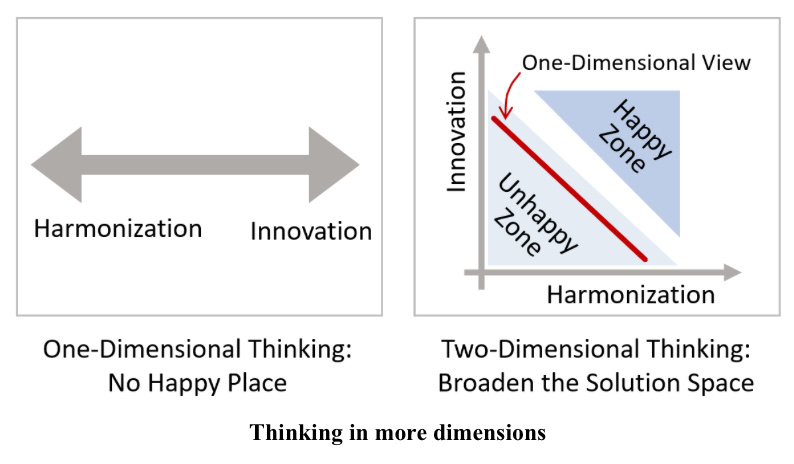 Harmonization
Innovation
One-Dimensional Thinking:
No Happy Place
One-Dimensional View
Innovation
Happy
Zone
Unhappy
Zone
Harmonization
Two-Dimensional Thinking:
Broaden the Solution Space
Thinking in more dimensions